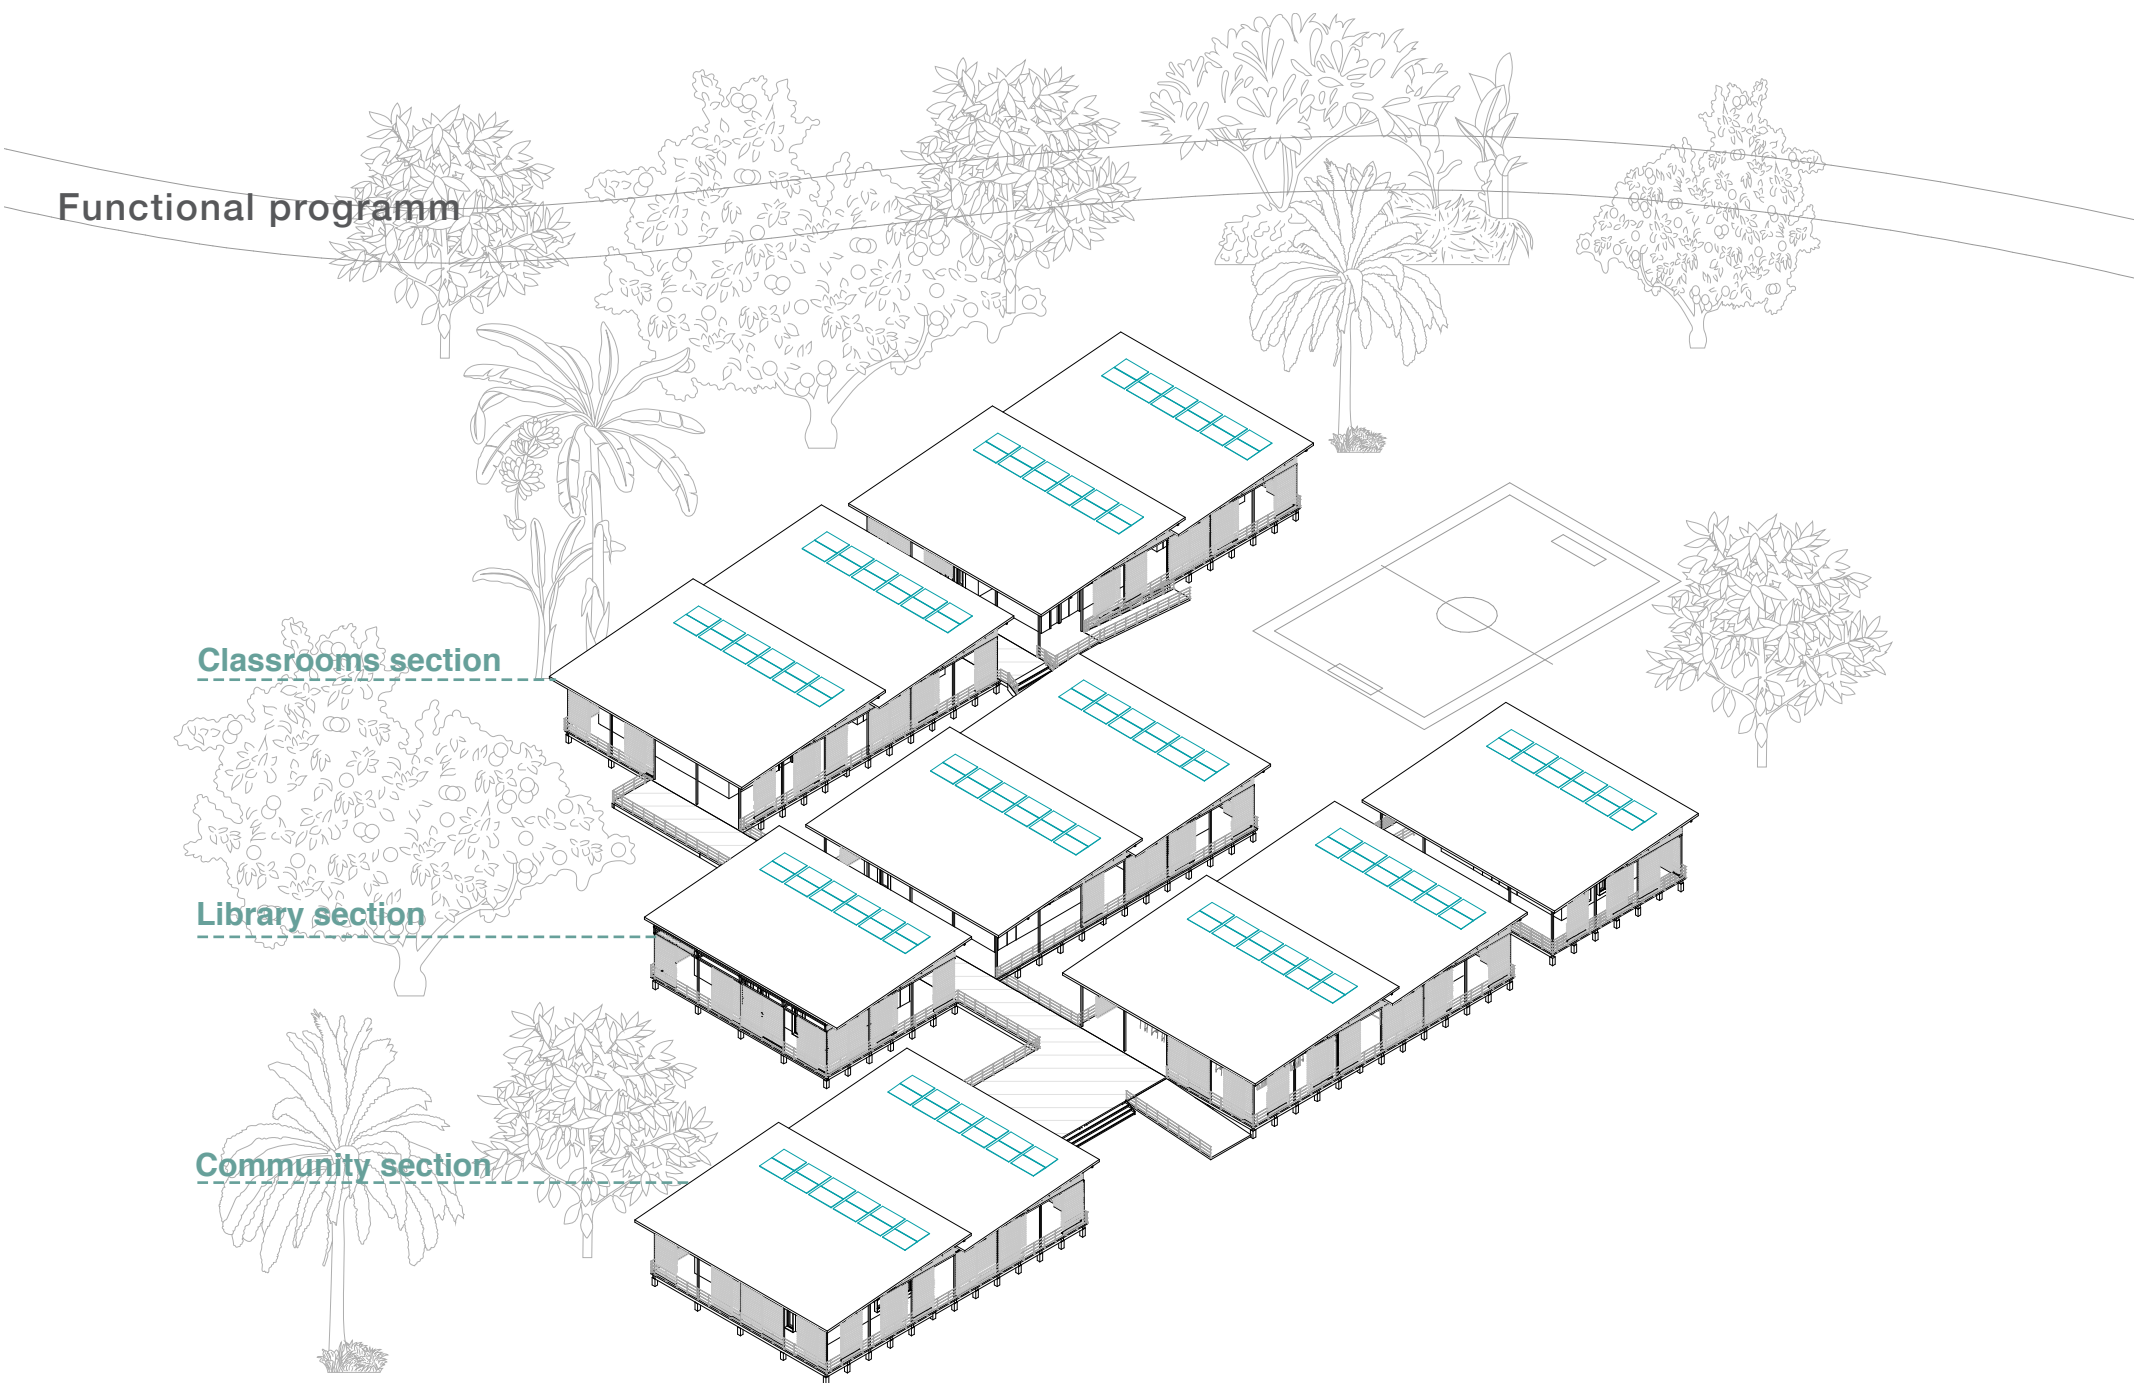 Functional programm
Classrooms section
Library section
Community section